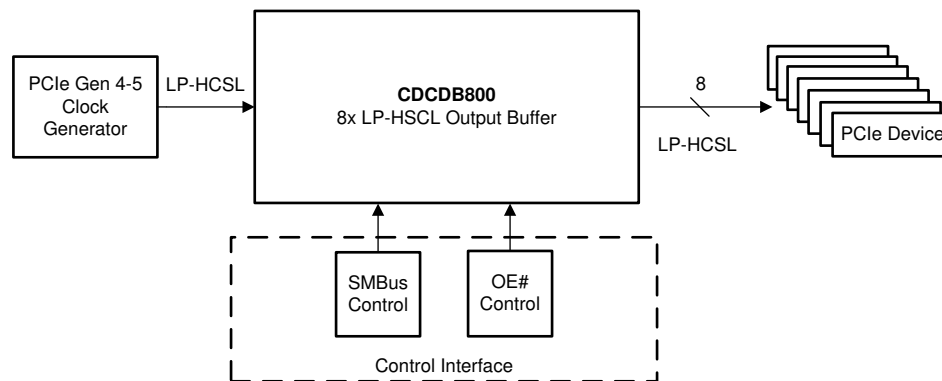 PCIe Gen 4-5
Clock
Generator
LP-HCSL
CDCDB800
8x LP-HSCL Output Buffer
8
LP-HCSL
PCIe Device
SMBus
Control
OE#
Control
Control Interface